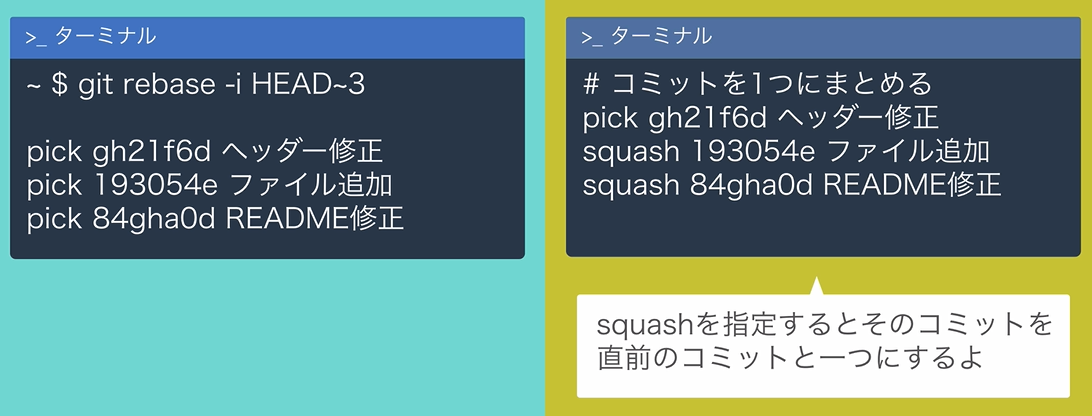 >_ ターミナル
~ $ git rebase -i HEAD~3
pick gh21f6d ヘッダー修正
pick 193054e ファイル追加
pick 84gha0d README修正
>_ ターミナル
# コミットを1つにまとめる
pick gh21f6d ヘッダー修正
squash 193054e ファイル追加
squash 84gha0d README修正
squashを指定するとそのコミットを
直前のコミットと一つにするよ